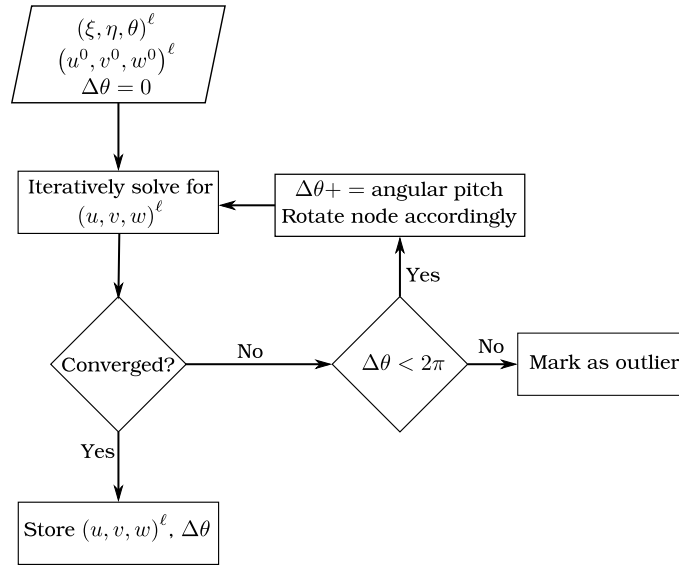 (ξ, η, θ)^ℓ
(u^0, v^0, w^0)^ℓ
Δθ = 0
Iteratively solve for
(u, v, w)^ℓ
Δθ+ = angular pitch
Rotate node accordingly
Yes
Converged?
No
Δθ < 2π
No
Mark as outlier
Yes
Store (u, v, w)^ℓ, Δθ